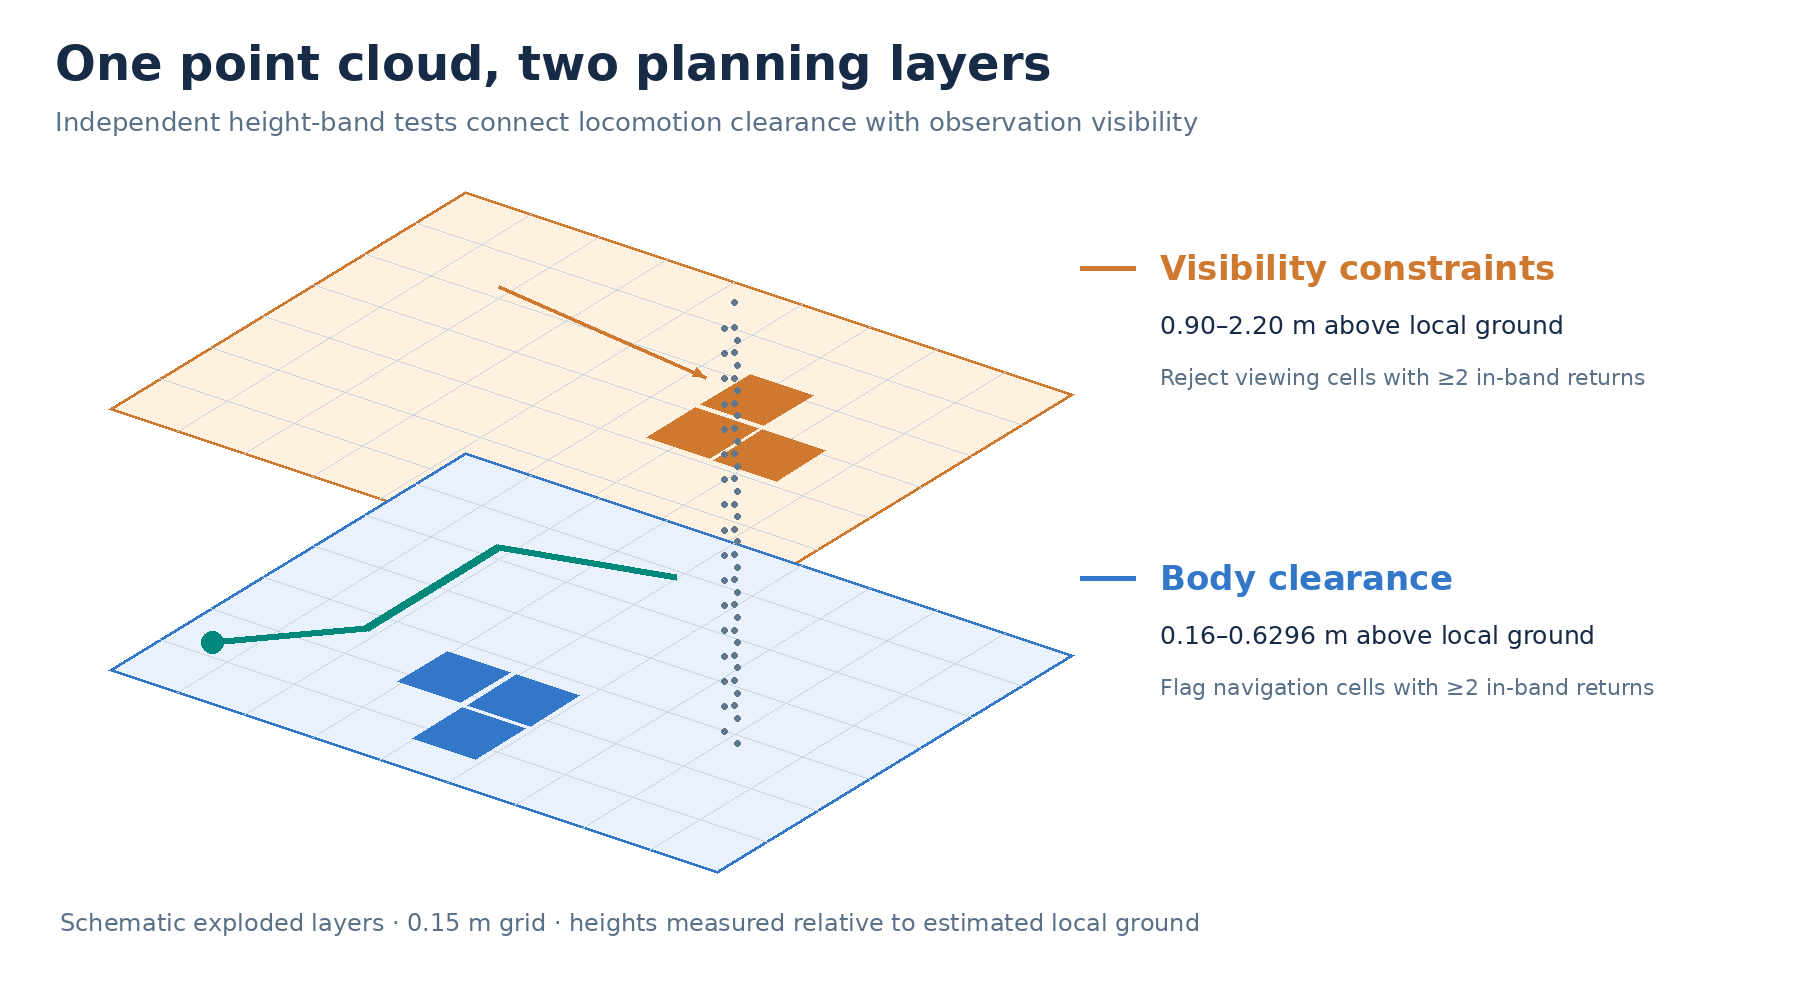 One point cloud, two planning layers
Independent height-band tests connect locomotion clearance with observation visibility
Visibility constraints
0.90–2.20 m above local ground
Reject viewing cells with ≥2 in-band returns
Body clearance
0.16–0.6296 m above local ground
Flag navigation cells with ≥2 in-band returns
Schematic exploded layers · 0.15 m grid · heights measured relative to estimated local ground